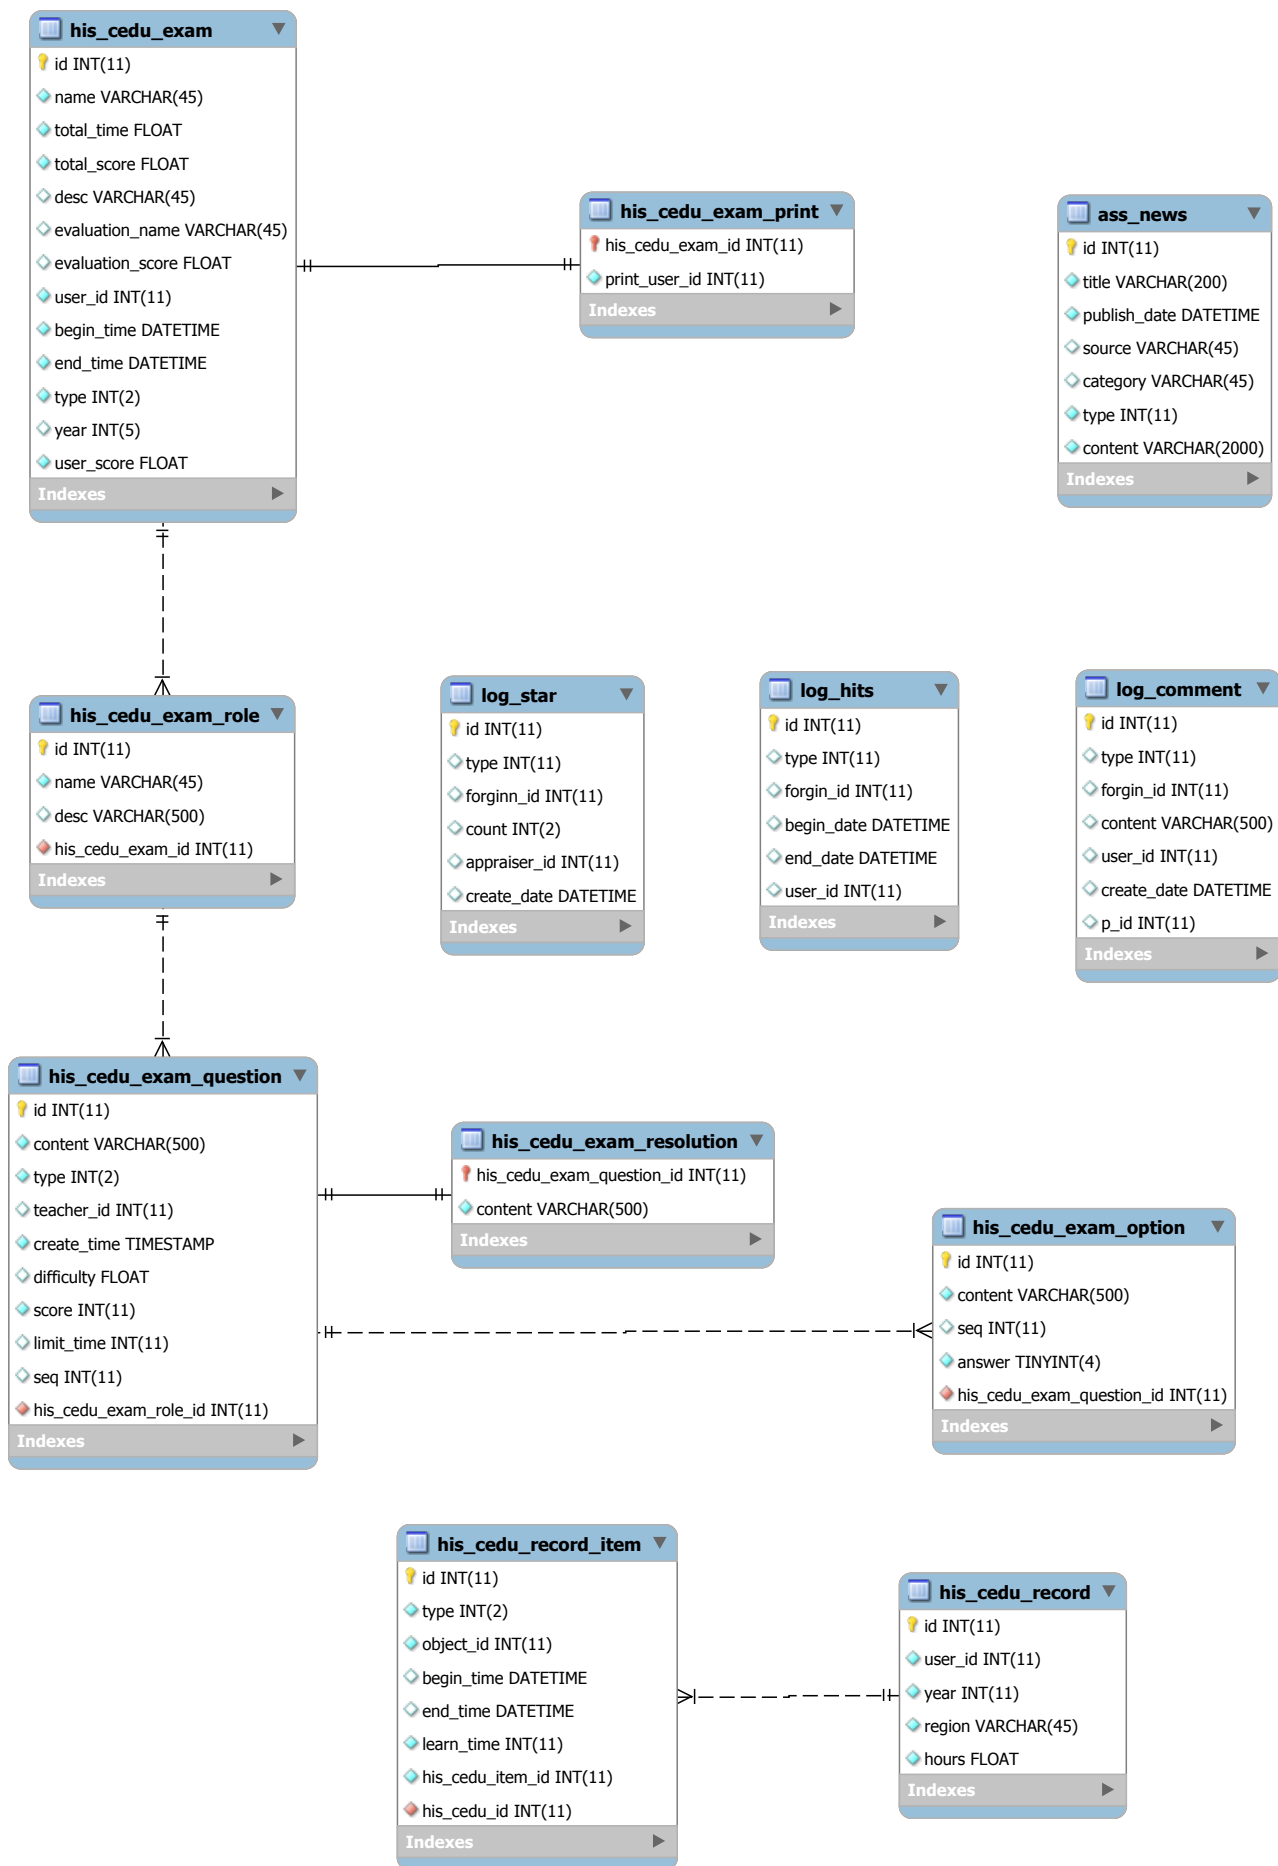 his_cedu_exam
id INT(11)
name VARCHAR(45)
total_time FLOAT
total_score FLOAT
desc VARCHAR(45)
evaluation_name VARCHAR(45)
evaluation_score FLOAT
user_id INT(11)
begin_time DATETIME
end_time DATETIME
type INT(2)
year INT(5)
user_score FLOAT
Indexes
his_cedu_exam_print
his_cedu_exam_id INT(11)
print_user_id INT(11)
Indexes
ass_news
id INT(11)
title VARCHAR(200)
publish_date DATETIME
source VARCHAR(45)
category VARCHAR(45)
type INT(11)
content VARCHAR(2000)
Indexes
his_cedu_exam_role
id INT(11)
name VARCHAR(45)
desc VARCHAR(500)
his_cedu_exam_id INT(11)
Indexes
log_star
id INT(11)
type INT(11)
forginn_id INT(11)
count INT(2)
appraiser_id INT(11)
create_date DATETIME
Indexes
log_hits
id INT(11)
type INT(11)
forgin_id INT(11)
begin_date DATETIME
end_date DATETIME
user_id INT(11)
Indexes
log_comment
id INT(11)
type INT(11)
forgin_id INT(11)
content VARCHAR(500)
user_id INT(11)
create_date DATETIME
p_id INT(11)
Indexes
his_cedu_exam_question
id INT(11)
content VARCHAR(500)
type INT(2)
teacher_id INT(11)
create_time TIMESTAMP
difficulty FLOAT
score INT(11)
limit_time INT(11)
seq INT(11)
his_cedu_exam_role_id INT(11)
Indexes
his_cedu_exam_resolution
his_cedu_exam_question_id INT(11)
content VARCHAR(500)
Indexes
his_cedu_exam_option
id INT(11)
content VARCHAR(500)
seq INT(11)
answer TINYINT(4)
his_cedu_exam_question_id INT(11)
Indexes
his_cedu_record_item
id INT(11)
type INT(2)
object_id INT(11)
begin_time DATETIME
end_time DATETIME
learn_time INT(11)
his_cedu_item_id INT(11)
his_cedu_id INT(11)
Indexes
his_cedu_record
id INT(11)
user_id INT(11)
year INT(11)
region VARCHAR(45)
hours FLOAT
Indexes